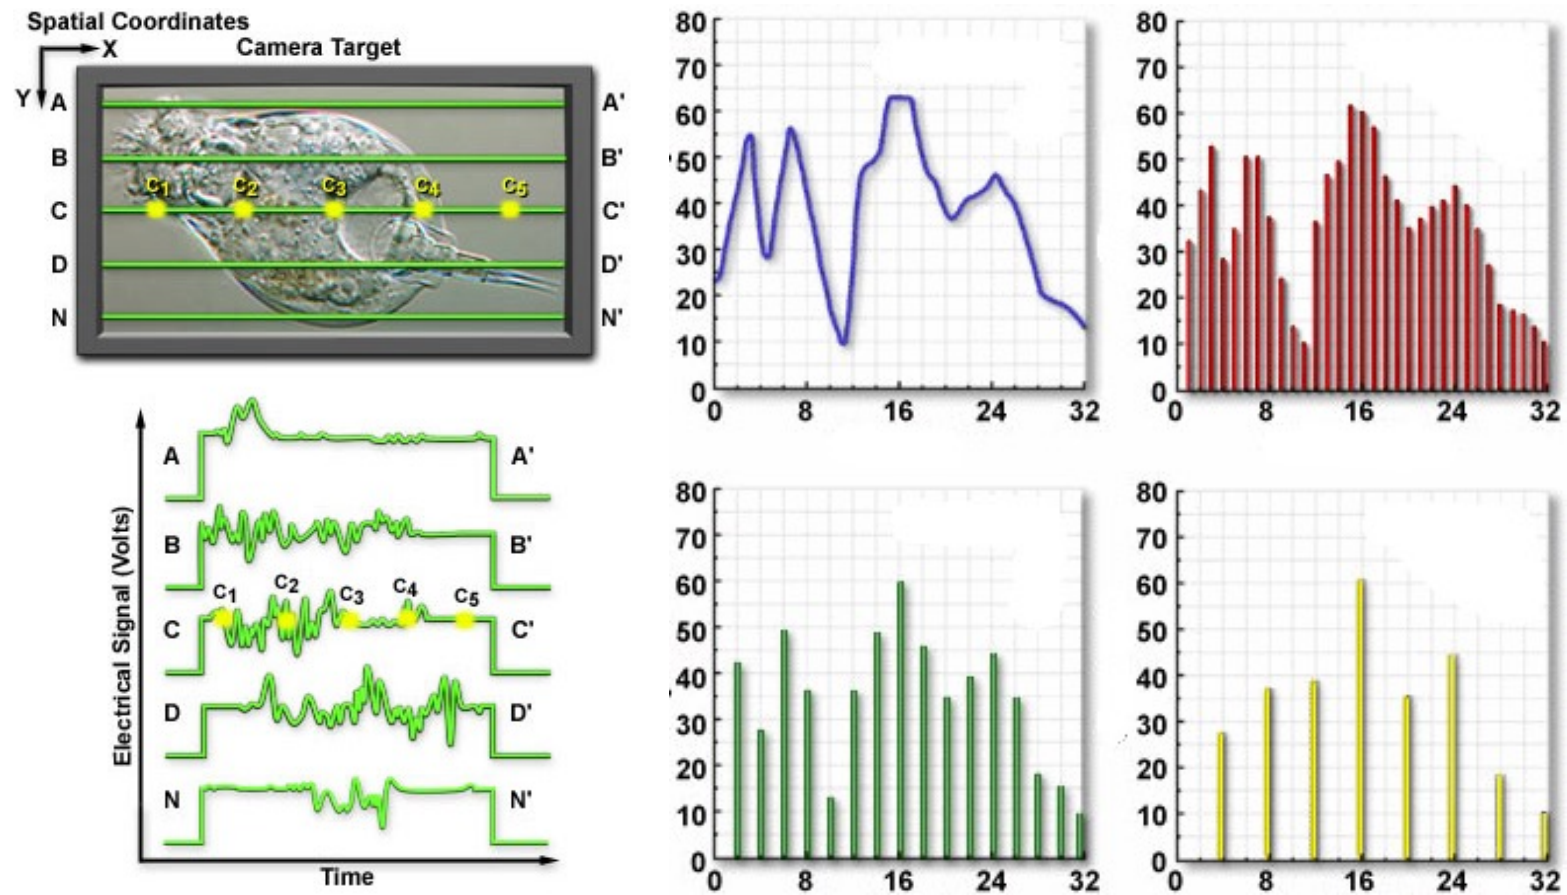 Spatial Coordinates
X
Camera Target
Y
A A'
B B'
C1 C2 C3 C4 C5
C C'
D D'
N N'
Electrical Signal (Volts)
A A'
B B'
C1 C2 C3 C4 C5
C C'
D D'
N N'
Time
80
70
60
50
40
30
20
10
0
0 8 16 24 32
80
70
60
50
40
30
20
10
0
0 8 16 24 32
80
70
60
50
40
30
20
10
0
0 8 16 24 32
80
70
60
50
40
30
20
10
0
0 8 16 24 32